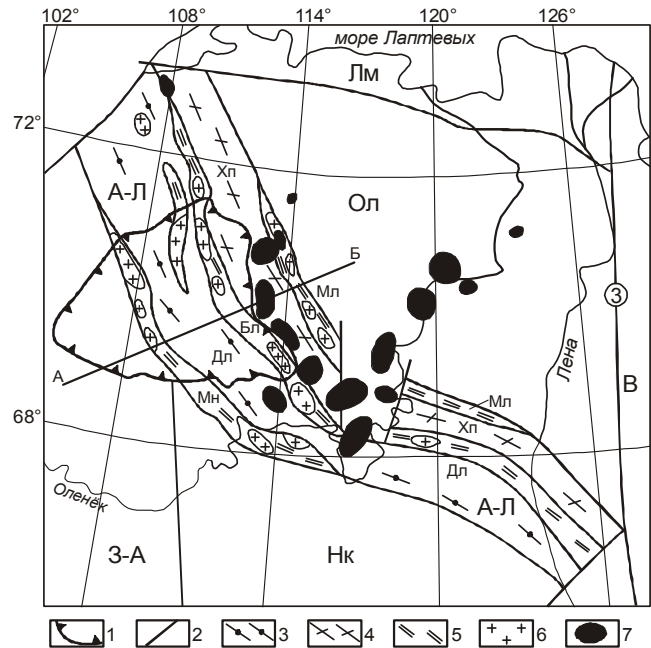 102° 108° 114° 120° 126°
море Лаптевых
Лм
72°
Хп
А-Л
Ол
Б
Мл
3
Бл
Лена
А
Дл
В
Мн
Мл
68°
Хп
Дл
Оленёк
А-Л
З-А
Нк
1 2 3 4 5 6 7